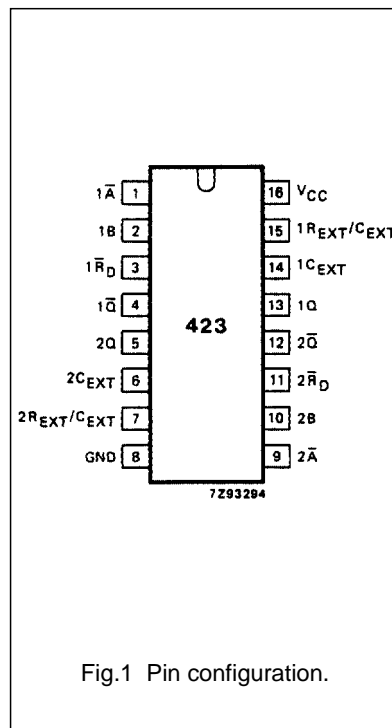 1A̅ 1 16 VCC
1B 2 15 1REXT/CEXT
1R̅D 3 14 1CEXT
1Q̅ 4 13 1Q
423
2Q 5 12 2Q̅
2CEXT 6 11 2R̅D
2REXT/CEXT 7 10 2B
GND 8 9 2A̅
7Z93294
Fig.1 Pin configuration.